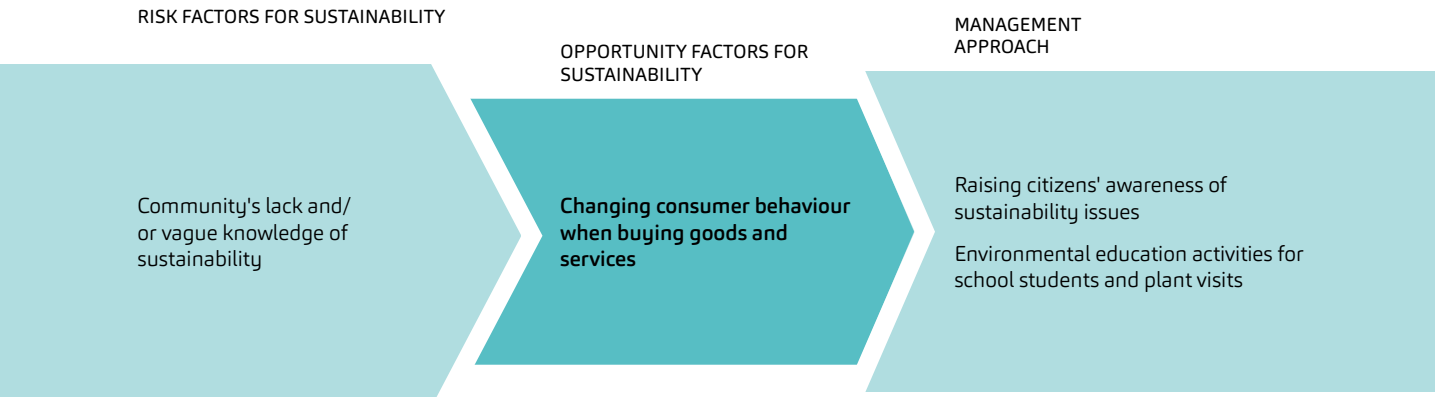 RISK FACTORS FOR SUSTAINABILITY
Community's lack and/
or vague knowledge of
sustainability
OPPORTUNITY FACTORS FOR
SUSTAINABILITY
Changing consumer behaviour
when buying goods and
services
MANAGEMENT
APPROACH
Raising citizens' awareness of
sustainability issues
Environmental education activities for
school students and plant visits